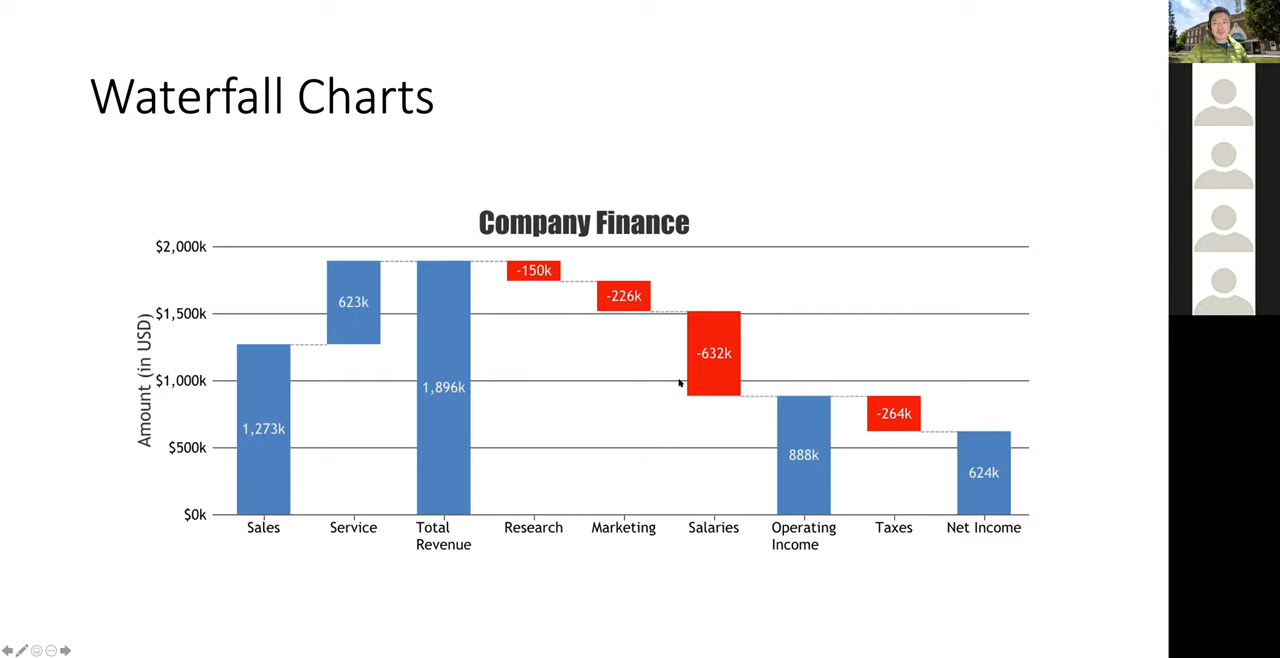 Waterfall Charts
Company Finance
Amount (in USD)
$2,000k
$1,500k
$1,000k
$500k
$0k
1,273k
623k
1,896k
-150k
-226k
-632k
888k
-264k
624k
Sales
Service
Total
Revenue
Research
Marketing
Salaries
Operating
Income
Taxes
Net Income